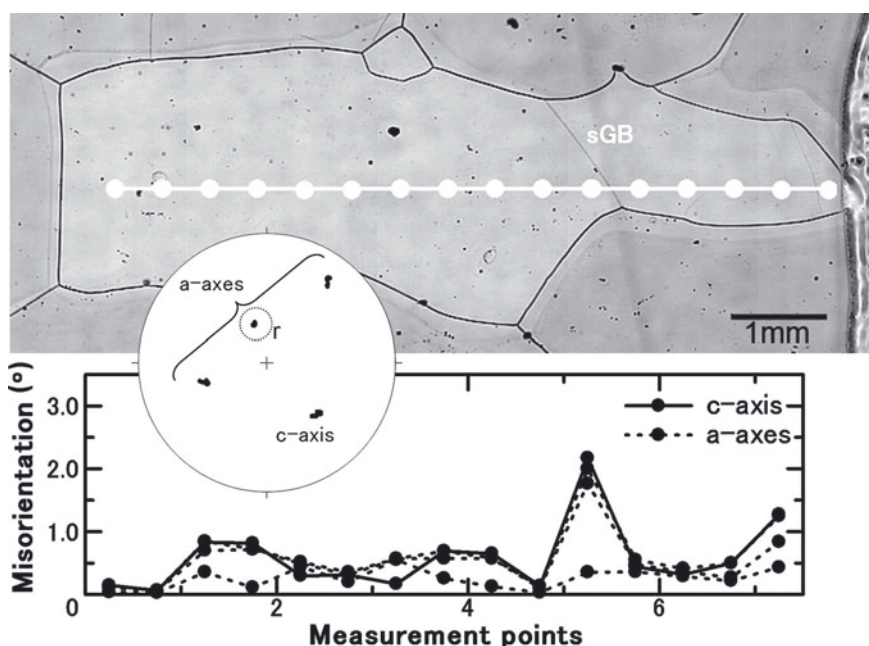 sGB
1mm
a-axes
r
c-axis
Misorientation (°)
3.0
2.0
1.0
0
c-axis
a-axes
2
4
6
Measurement points